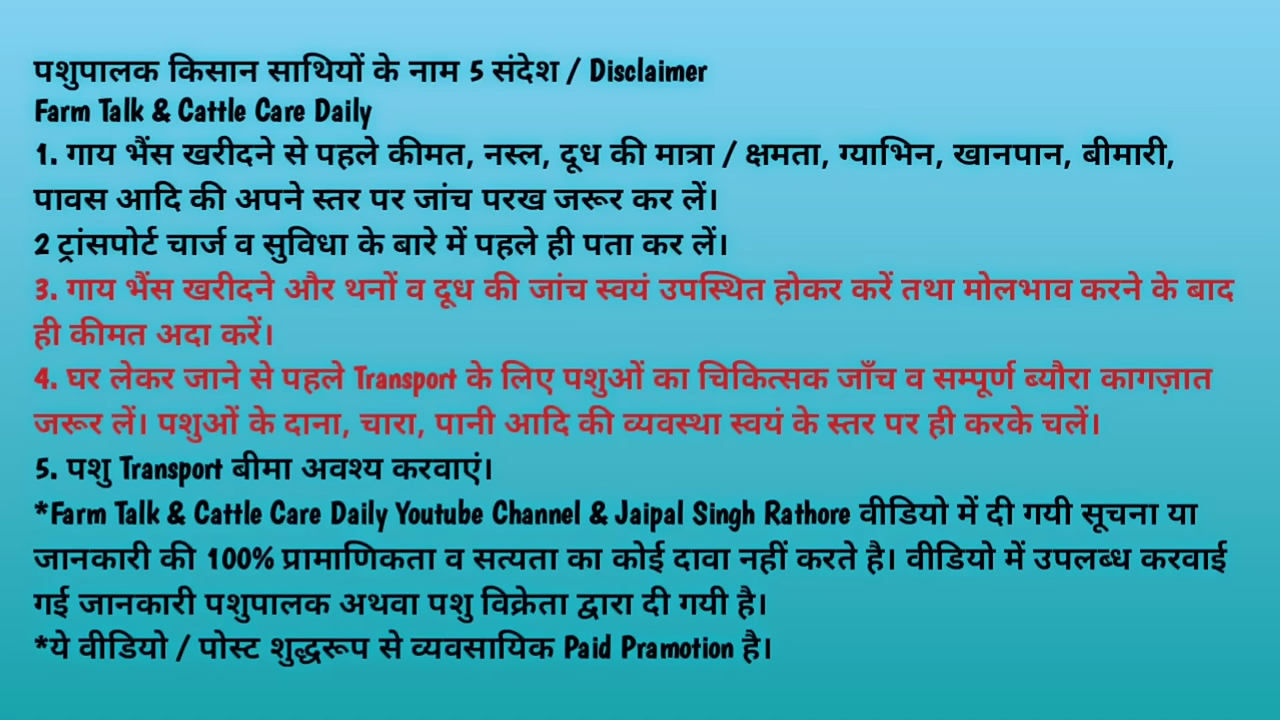 पशुपालक किसान साथियों के नाम 5 संदेश / Disclaimer
Farm Talk & Cattle Care Daily
1. गाय भैंस खरीदने से पहले कीमत, नस्ल, दूध की मात्रा / क्षमता, ग्याभिन, खानपान, बीमारी,
पावस आदि की अपने स्तर पर जांच परख जरूर कर लें।
2 ट्रांसपोर्ट चार्ज व सुविधा के बारे में पहले ही पता कर लें।
3. गाय भैंस खरीदने और थनों व दूध की जांच स्वयं उपस्थित होकर करें तथा मोलभाव करने के बाद
ही कीमत अदा करें।
4. घर लेकर जाने से पहले Transport के लिए पशुओं का चिकित्सक जाँच व सम्पूर्ण ब्यौरा कागज़ात
जरूर लें। पशुओं के दाना, चारा, पानी आदि की व्यवस्था स्वयं के स्तर पर ही करके चलें।
5. पशु Transport बीमा अवश्य करवाएं।
*Farm Talk & Cattle Care Daily Youtube Channel & Jaipal Singh Rathore वीडियो में दी गयी सूचना या
जानकारी की 100% प्रामाणिकता व सत्यता का कोई दावा नहीं करते है। वीडियो में उपलब्ध करवाई
गई जानकारी पशुपालक अथवा पशु विक्रेता द्वारा दी गयी है।
*ये वीडियो / पोस्ट शुद्धरूप से व्यवसायिक Paid Pramotion है।